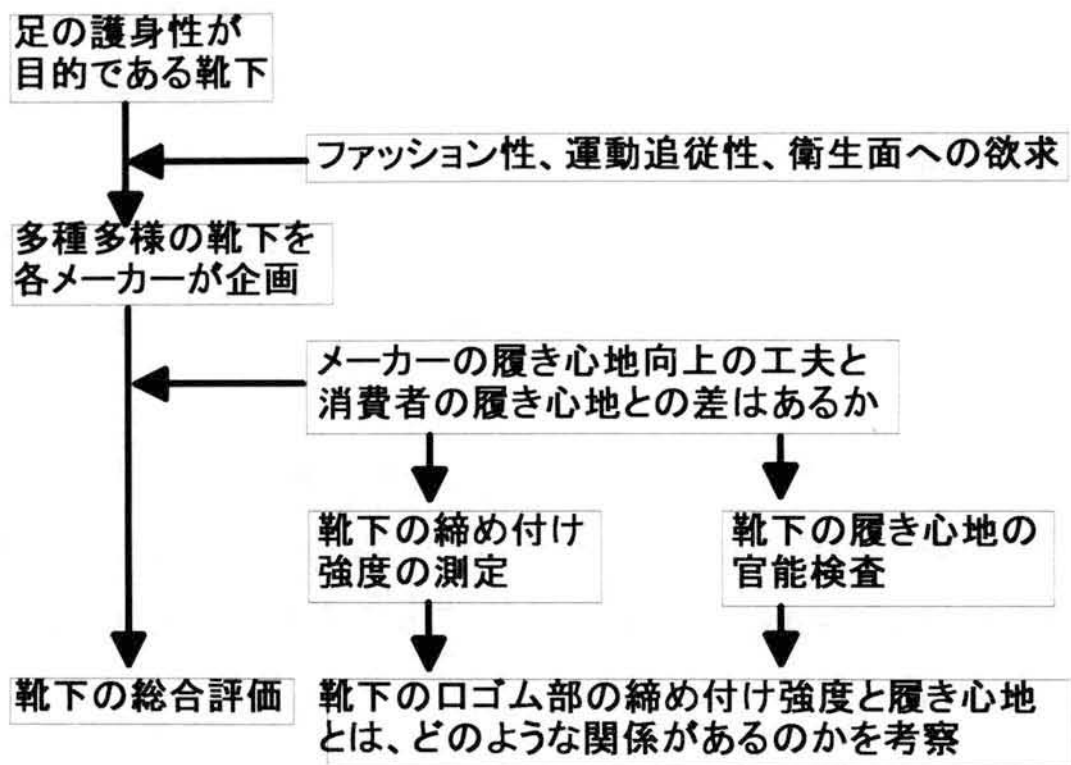 足の護身性が
目的である靴下
ファッション性、運動追従性、衛生面への欲求
多種多様の靴下を
各メーカーが企画
メーカーの履き心地向上の工夫と
消費者の履き心地との差はあるか
靴下の締め付け
強度の測定
靴下の履き心地の
官能検査
靴下の総合評価
靴下の口ゴム部の締め付け強度と履き心地
とは、どのような関係があるのかを考察